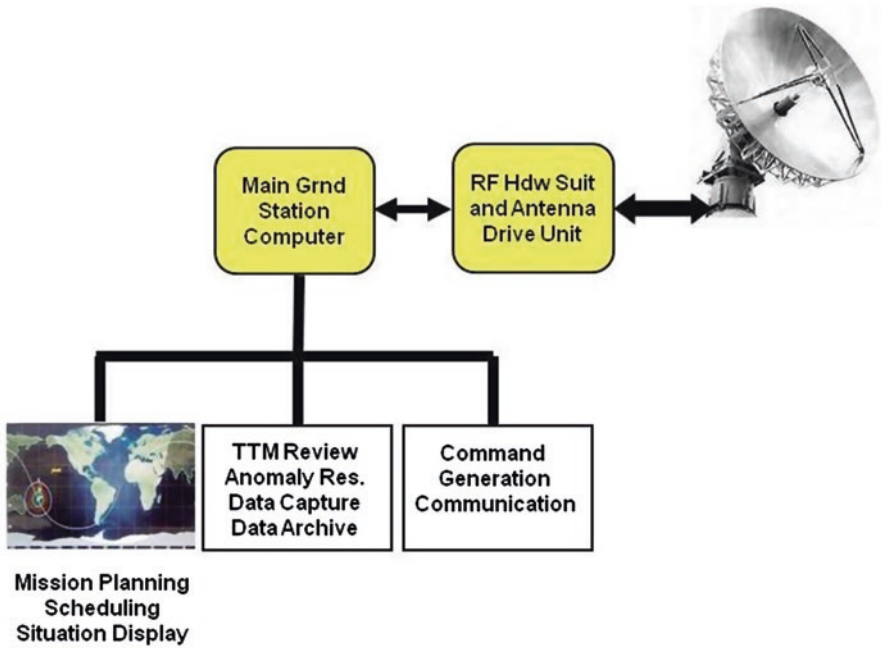 Main Grnd
Station
Computer
RF Hdw Suit
and Antenna
Drive Unit
TTM Review
Anomaly Res.
Data Capture
Data Archive
Command
Generation
Communication
Mission Planning
Scheduling
Situation Display